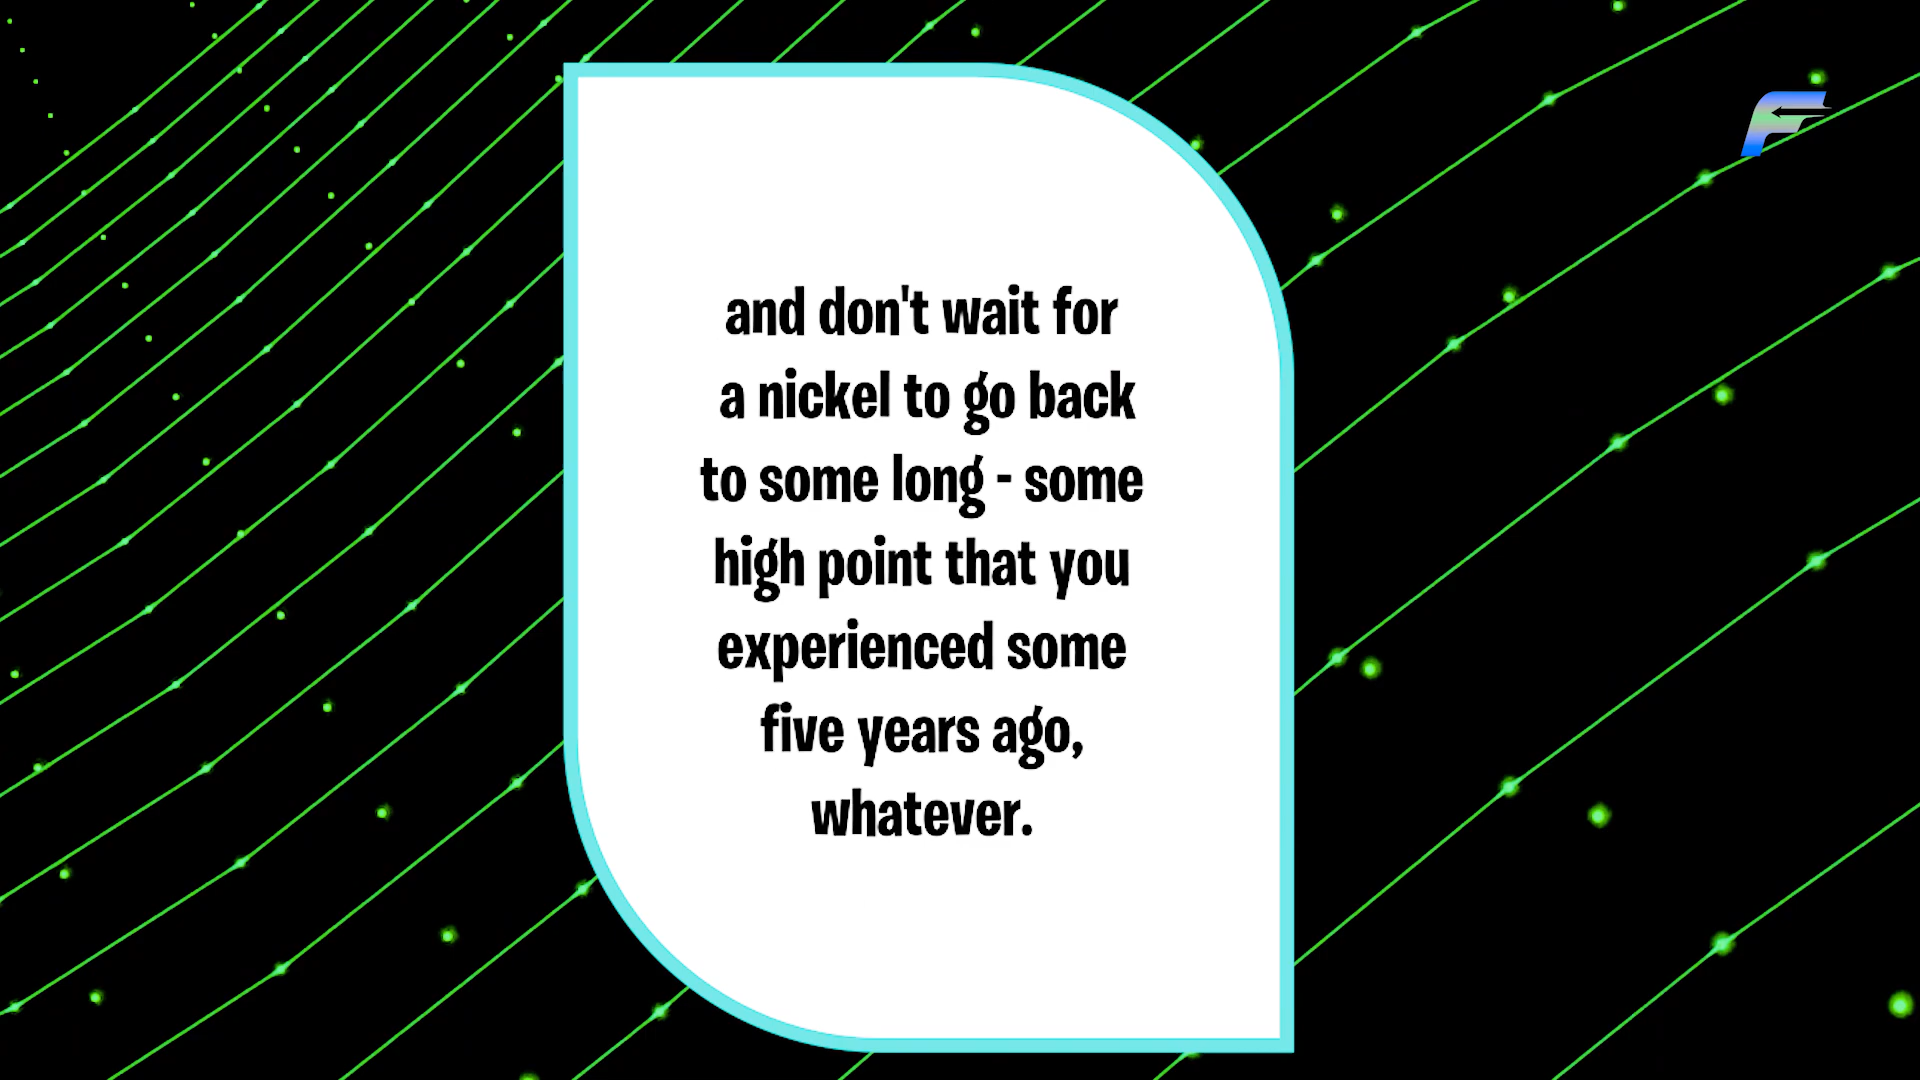 and don't wait for
a nickel to go back
to some long - some
high point that you
experienced some
five years ago,
whatever.
F